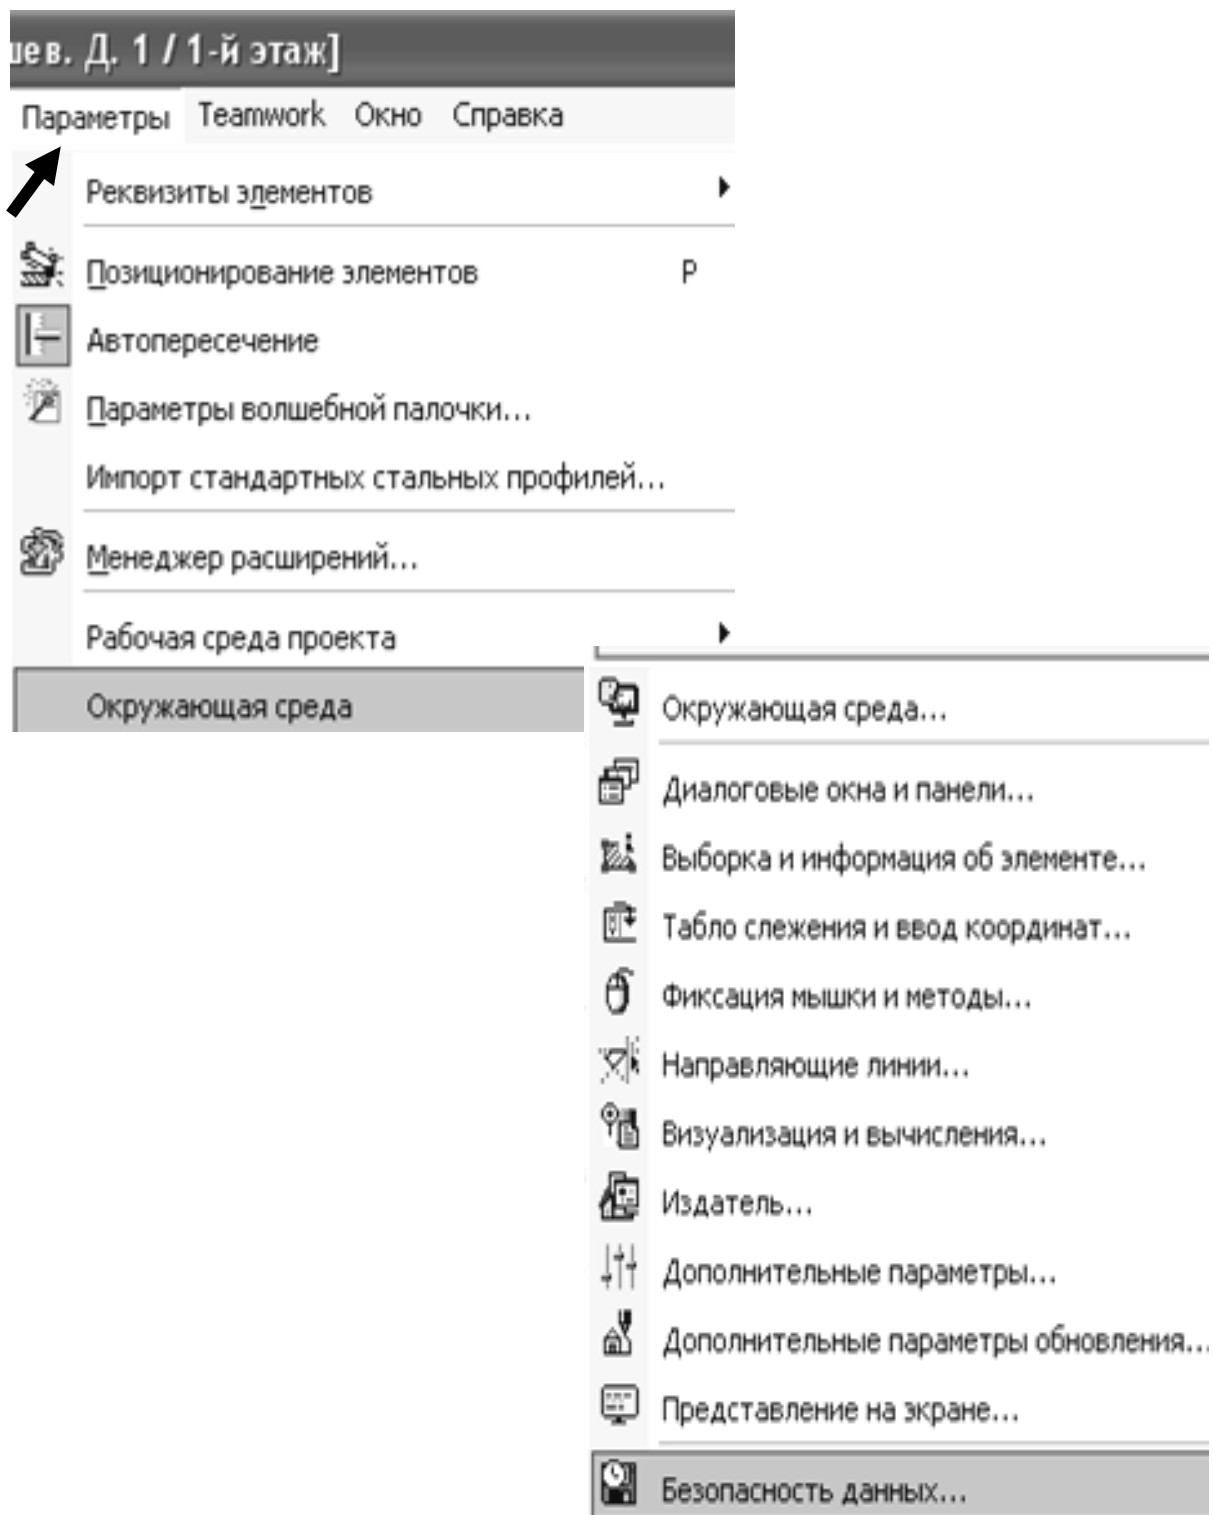 шев. Д. 1 / 1-й этаж]
Параметры Teamwork Окно Справка
Реквизиты элементов
Позиционирование элементов P
Автопересечение
Параметры волшебной палочки...
Импорт стандартных стальных профилей...
Менеджер расширений...
Рабочая среда проекта
Окружающая среда
Окружающая среда...
Диалоговые окна и панели...
Выборка и информация об элементе...
Табло слежения и ввод координат...
Фиксация мышки и методы...
Направляющие линии...
Визуализация и вычисления...
Издатель...
Дополнительные параметры...
Дополнительные параметры обновления...
Представление на экране...
Безопасность данных...